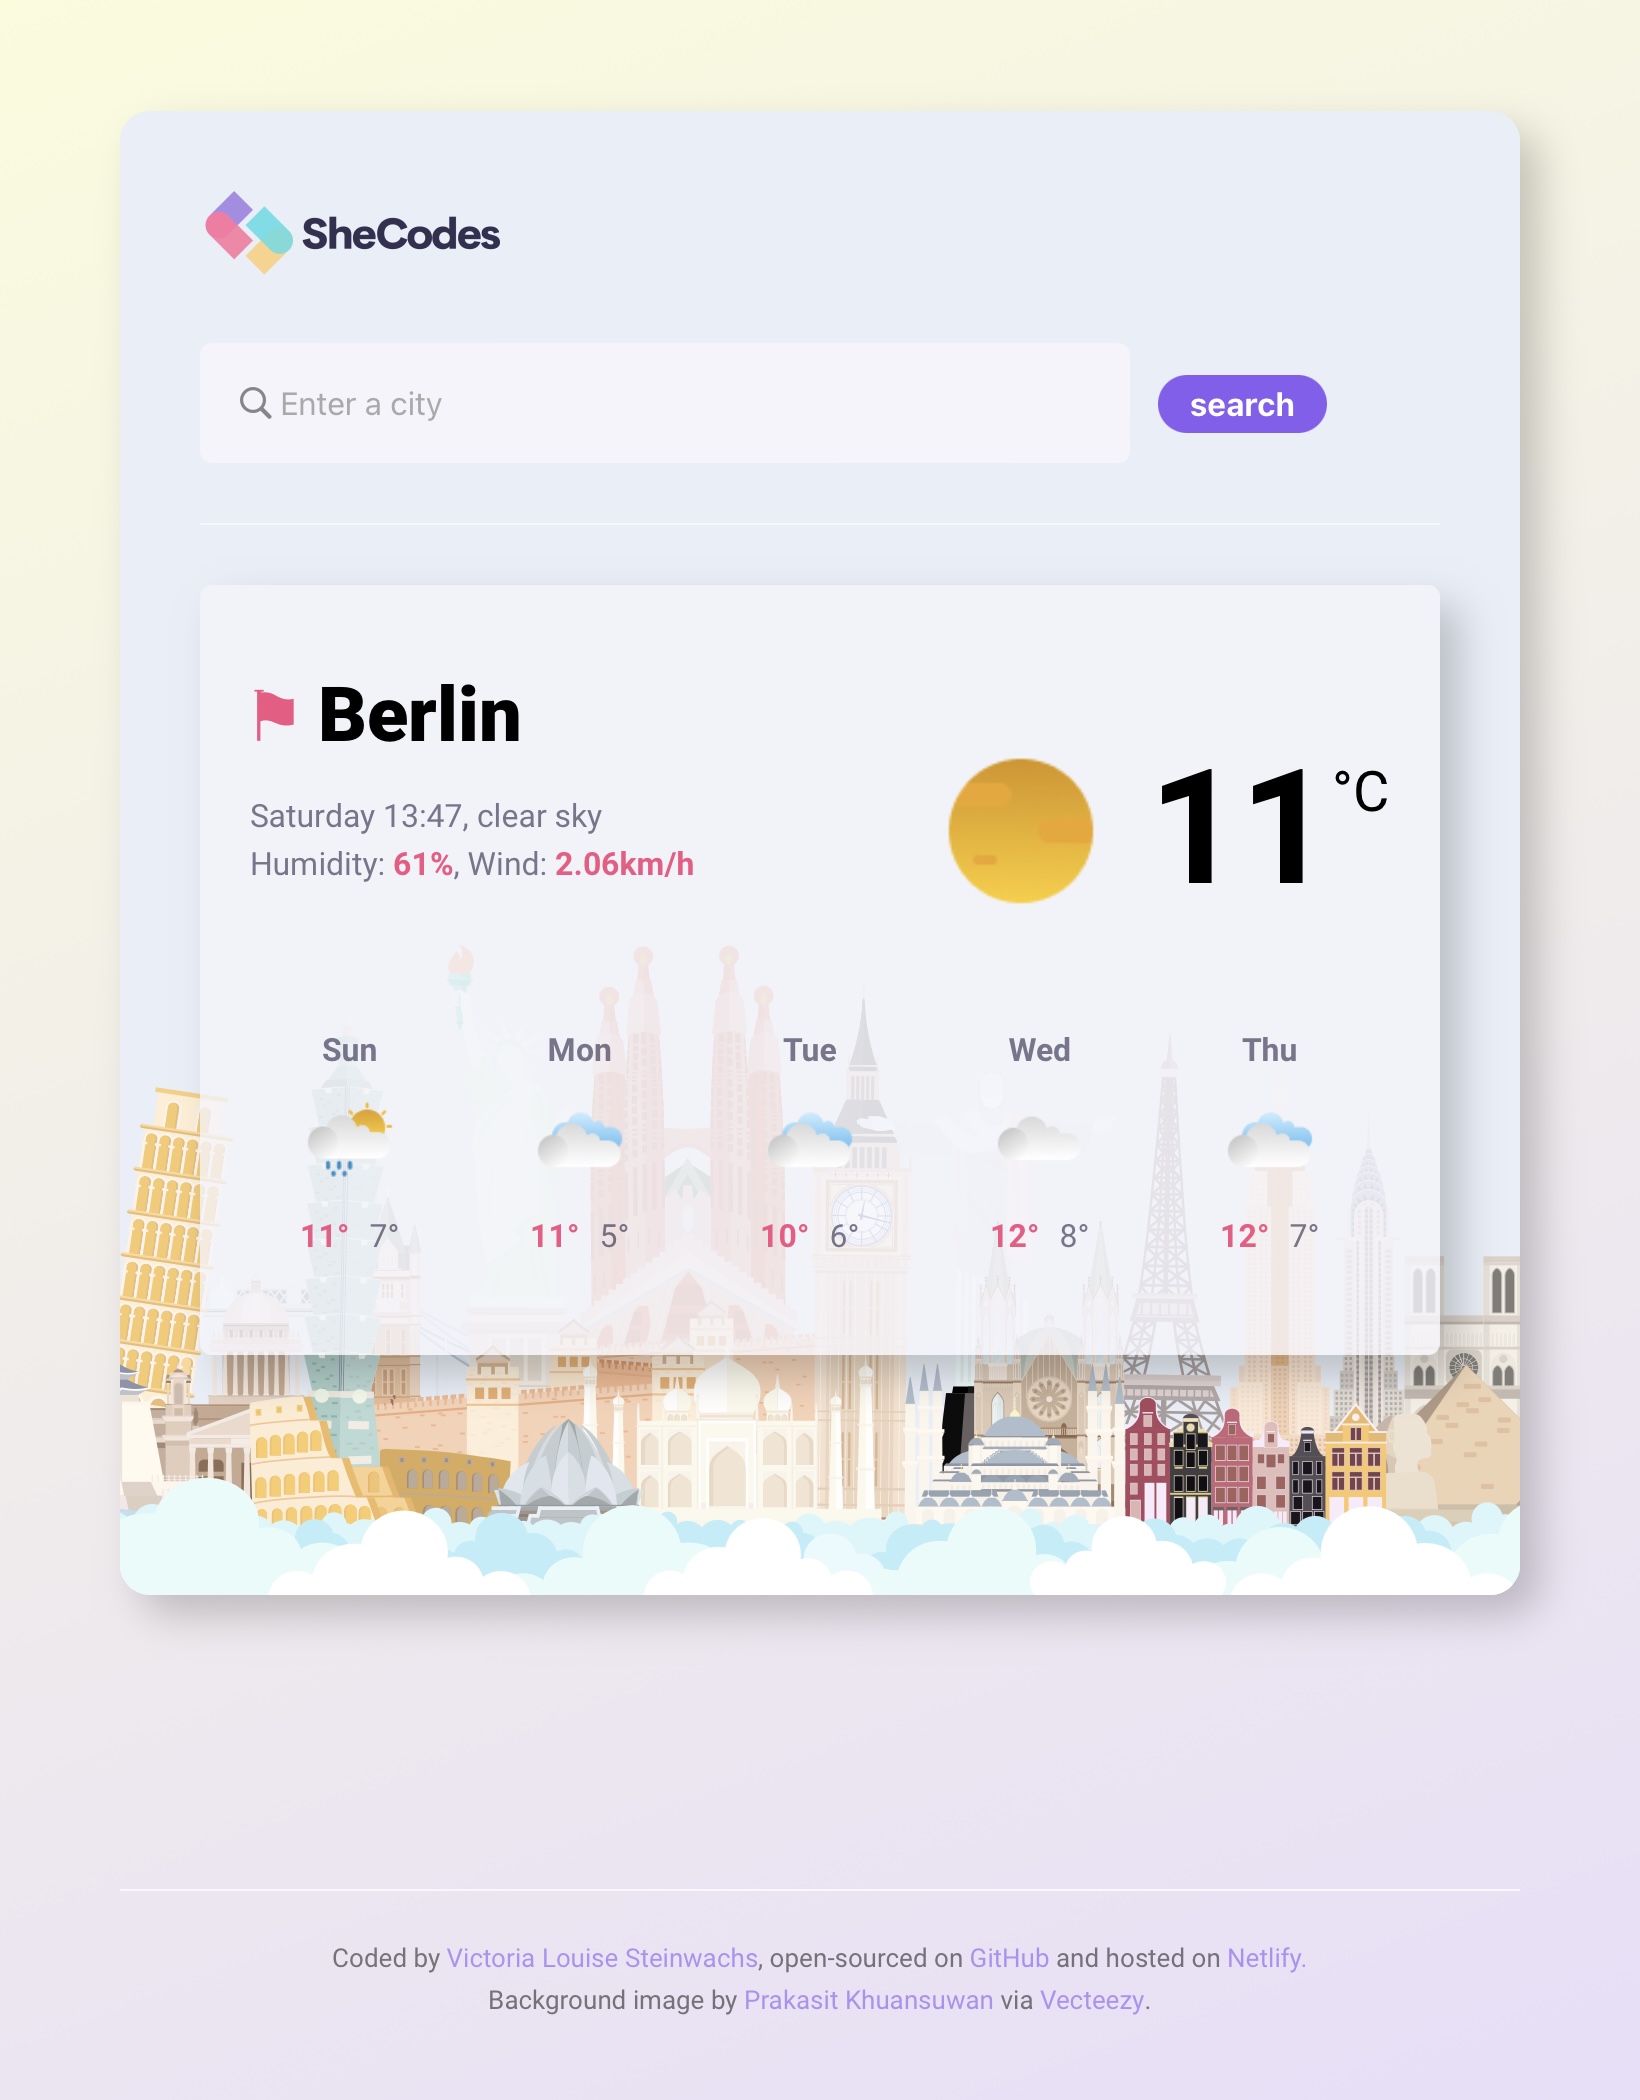 SheCodes
Enter a city
search
Berlin
Saturday 13:47, clear sky
Humidity: 61%, Wind: 2.06km/h
11 °C
Sun Mon Tue Wed Thu
11° 7° 11° 5° 10° 6° 12° 8° 12° 7°
Coded by Victoria Louise Steinwachs, open-sourced on GitHub and hosted on Netlify.
Background image by Prakasit Khuansuwan via Vecteezy.